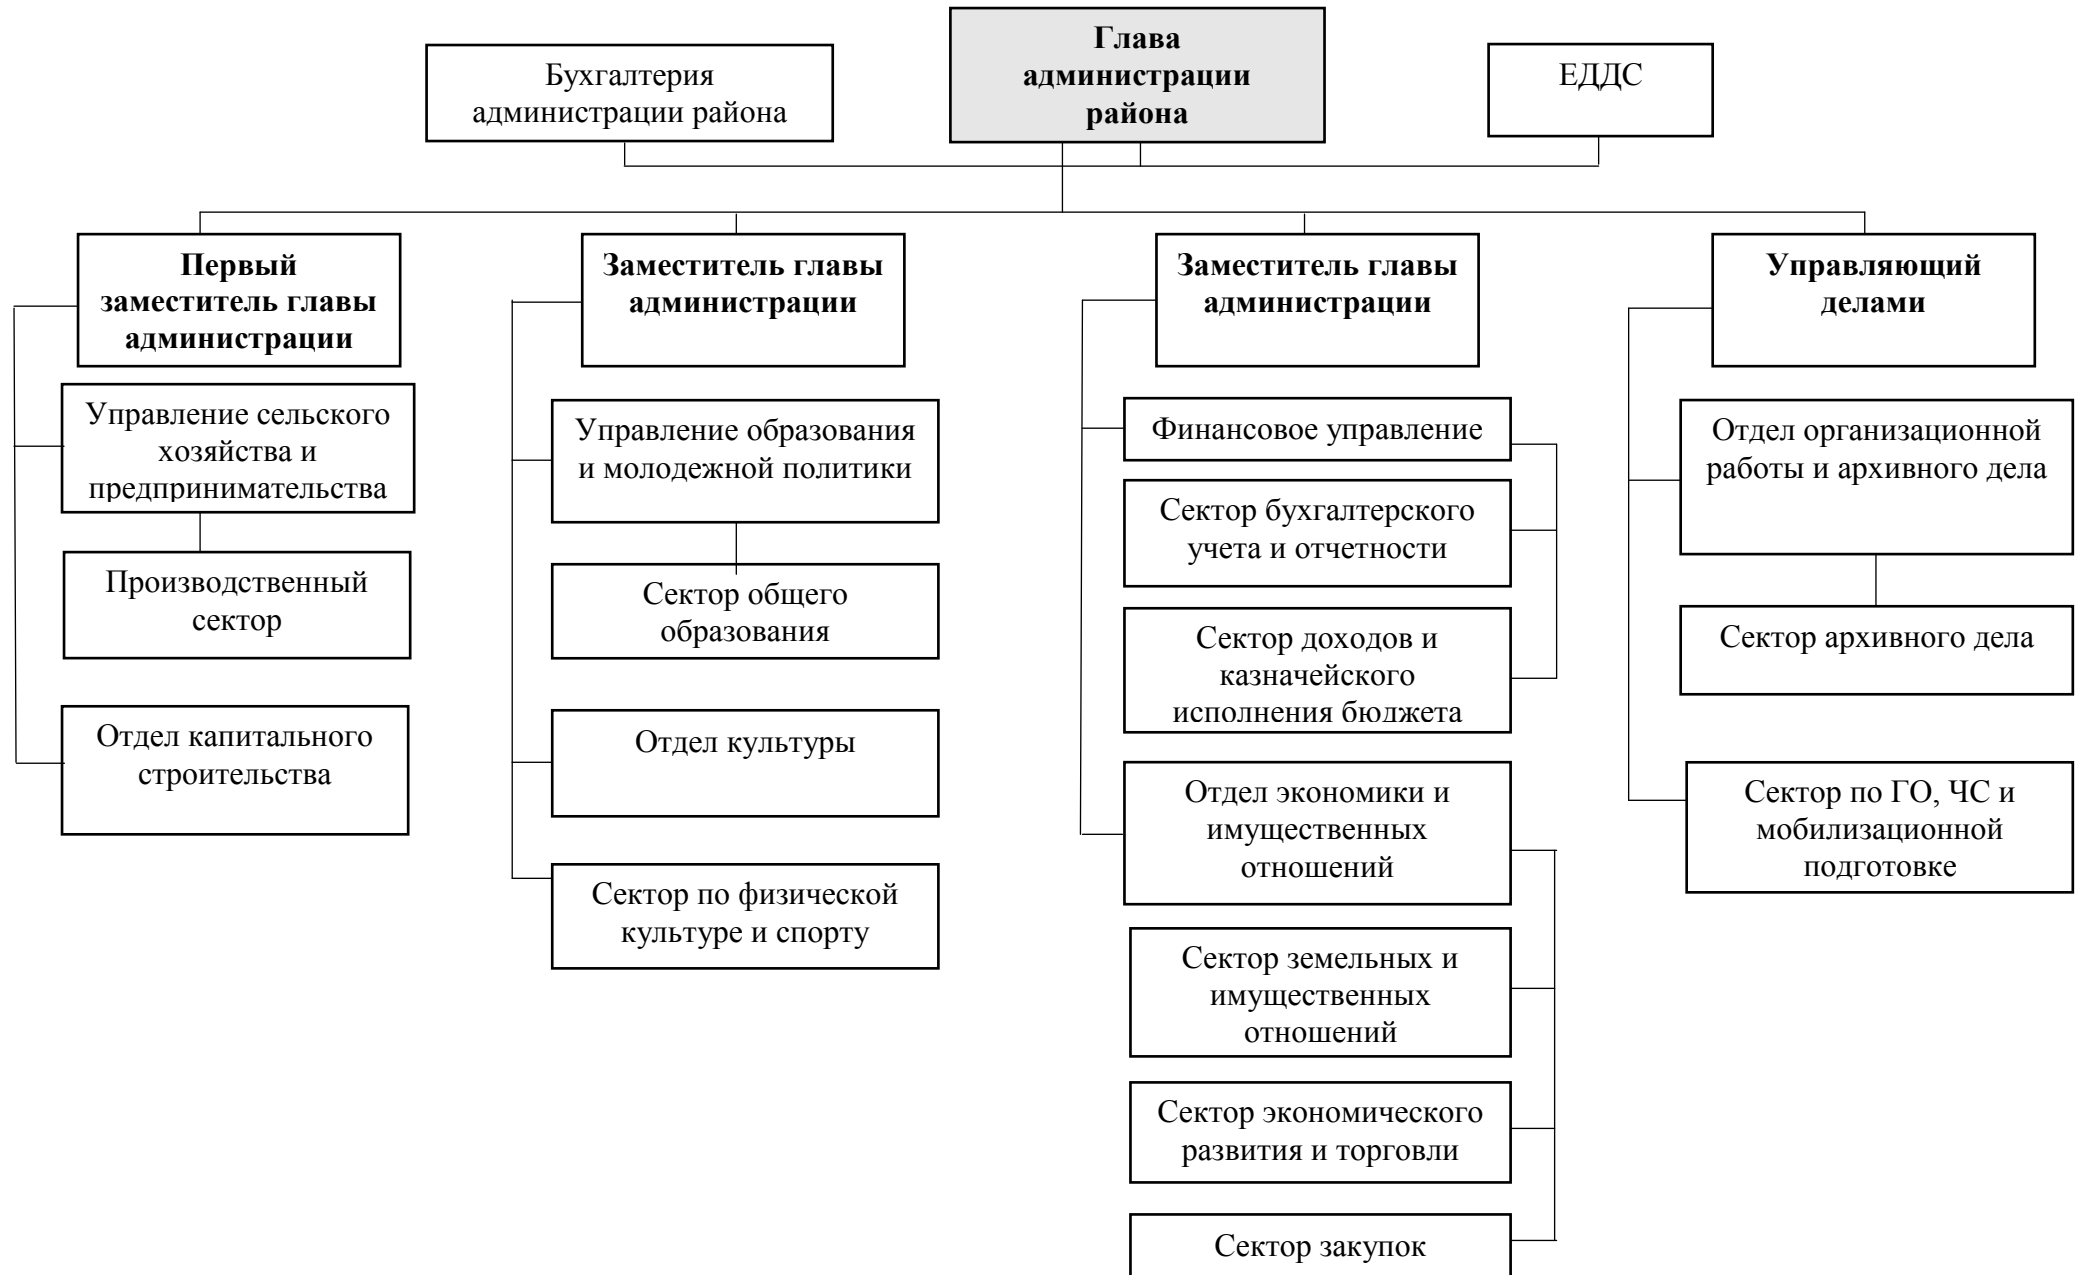 Глава
администрации
района
Бухгалтерия
администрации района
ЕДДС
Первый
заместитель главы
администрации
Заместитель главы
администрации
Заместитель главы
администрации
Управляющий
делами
Управление сельского
хозяйства и
предпринимательства
Производственный
сектор
Отдел капитального
строительства
Управление образования
и молодежной политики
Сектор общего
образования
Отдел культуры
Сектор по физической
культуре и спорту
Финансовое управление
Сектор бухгалтерского
учета и отчетности
Сектор доходов и
казначейского
исполнения бюджета
Отдел экономики и
имущественных
отношений
Сектор земельных и
имущественных
отношений
Сектор экономического
развития и торговли
Сектор закупок
Отдел организационной
работы и архивного дела
Сектор архивного дела
Сектор по ГО, ЧС и
мобилизационной
подготовке